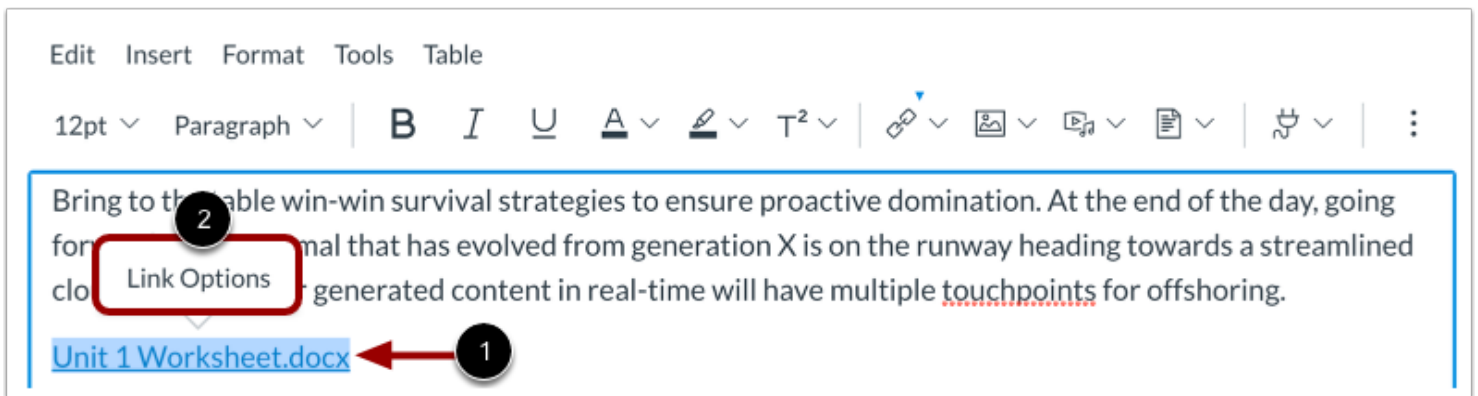 Edit Insert Format Tools Table
12pt Paragraph B I U A T²
2
Bring to th able win-win survival strategies to ensure proactive domination. At the end of the day, going
for mal that has evolved from generation X is on the runway heading towards a streamlined
Link Options
clo r generated content in real-time will have multiple touchpoints for offshoring.
Unit 1 Worksheet.docx 1